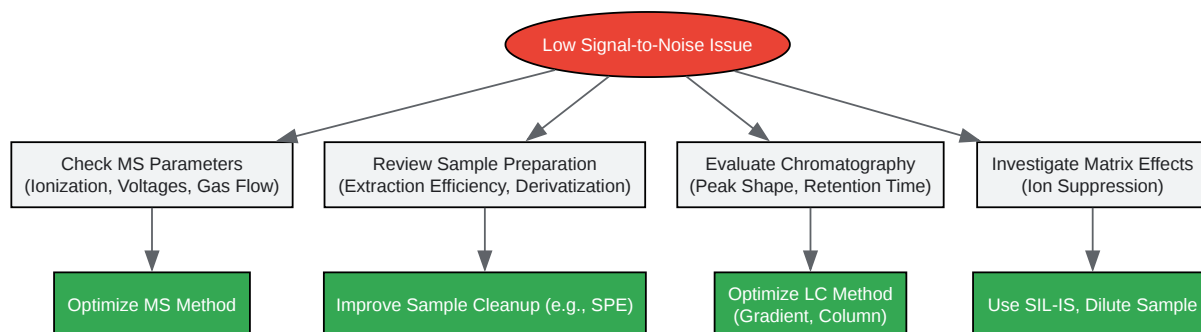 Low Signal-to-Noise Issue
Check MS Parameters
(Ionization, Voltages, Gas Flow)
Review Sample Preparation
(Extraction Efficiency, Derivatization)
Evaluate Chromatography
(Peak Shape, Retention Time)
Investigate Matrix Effects
(Ion Suppression)
Optimize MS Method
Improve Sample Cleanup (e.g., SPE)
Optimize LC Method
(Gradient, Column)
Use SIL-IS, Dilute Sample